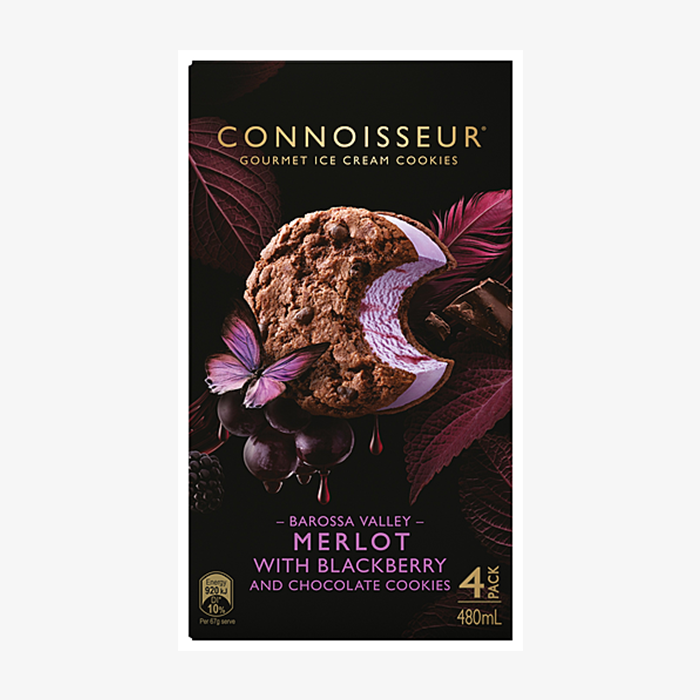 CONNOISSEUR®
GOURMET ICE CREAM COOKIES
– BAROSSA VALLEY –
MERLOT
WITH BLACKBERRY
AND CHOCOLATE COOKIES
4 PACK
480mL
Energy
920 kJ
DI*
10%
Per 67g serve